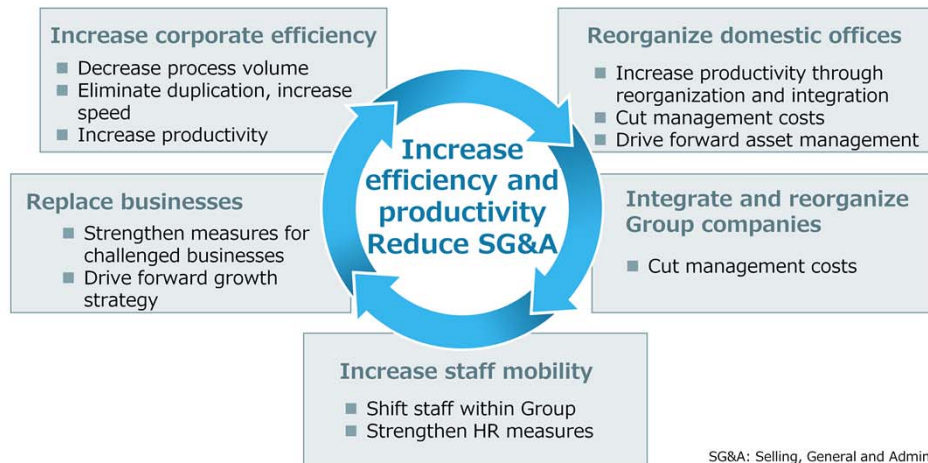 Increase corporate efficiency
Decrease process volume
Eliminate duplication, increase
speed
Increase productivity
Reorganize domestic offices
Increase productivity through
reorganization and integration
Cut management costs
Drive forward asset management
Increase
efficiency and
productivity
Reduce SG&A
Replace businesses
Strengthen measures for
challenged businesses
Drive forward growth
strategy
Integrate and reorganize
Group companies
Cut management costs
Increase staff mobility
Shift staff within Group
Strengthen HR measures
SG&A: Selling, General and Admin